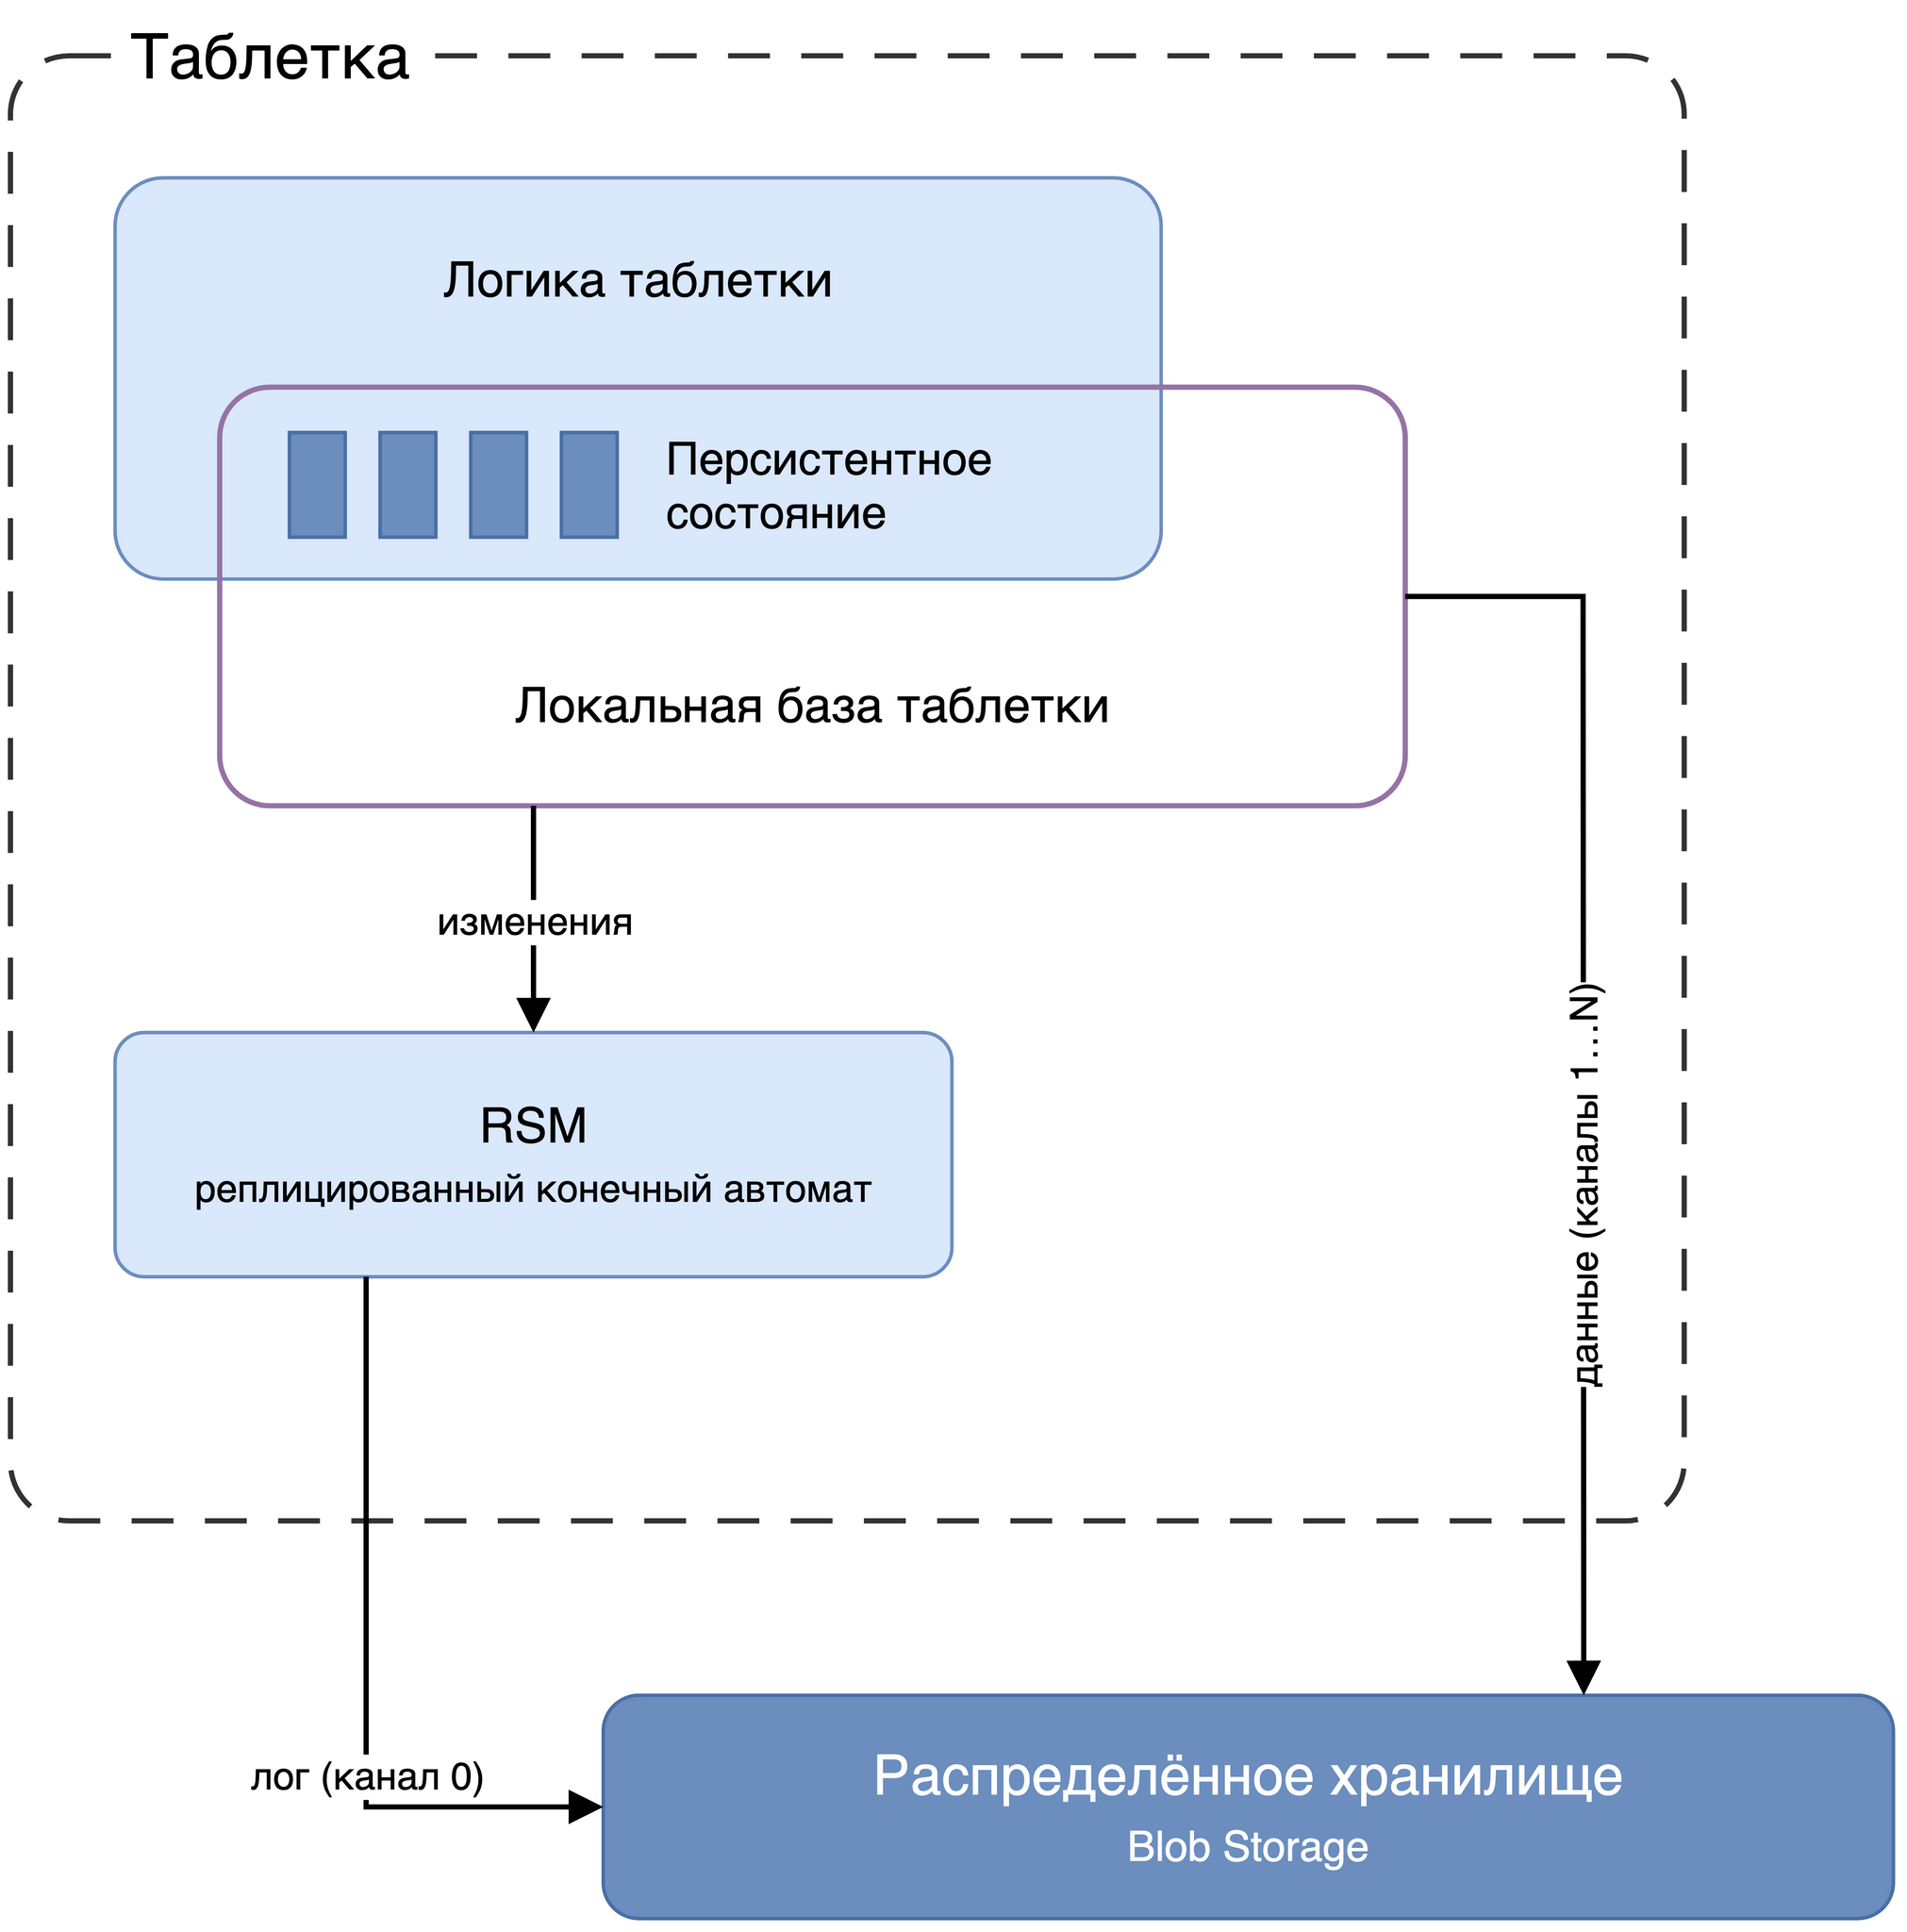 Таблетка
Логика таблетки
Персистентное
состояние
Локальная база таблетки
изменения
RSM
реплицированный конечный автомат
данные (каналы 1...N)
лог (канал 0)
Распределённое хранилище
Blob Storage